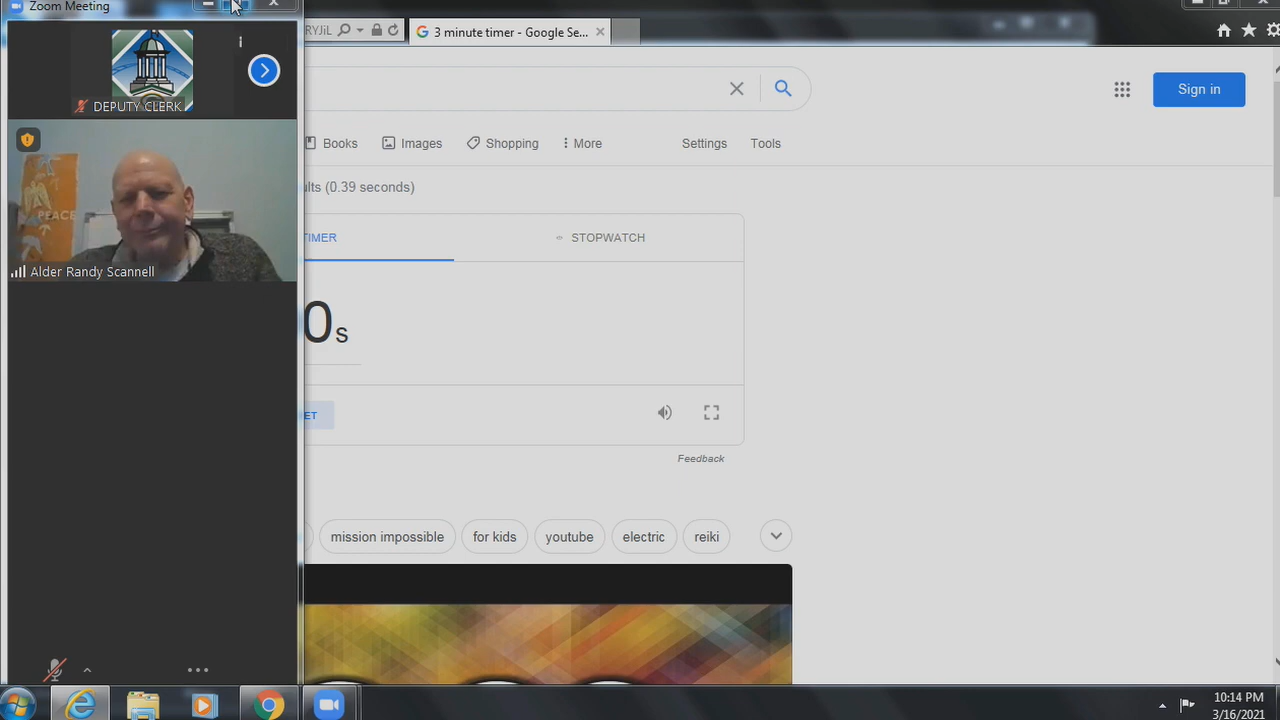 Zoom Meeting
RYJiL
3 minute timer - Google Se...
DEPUTY CLERK
Sign in
Books
Images
Shopping
More
Settings
Tools
ults (0.39 seconds)
PEACE
TIMER
STOPWATCH
Alder Randy Scannell
0s
ET
Feedback
mission impossible
for kids
youtube
electric
reiki
10:14 PM
3/16/2021